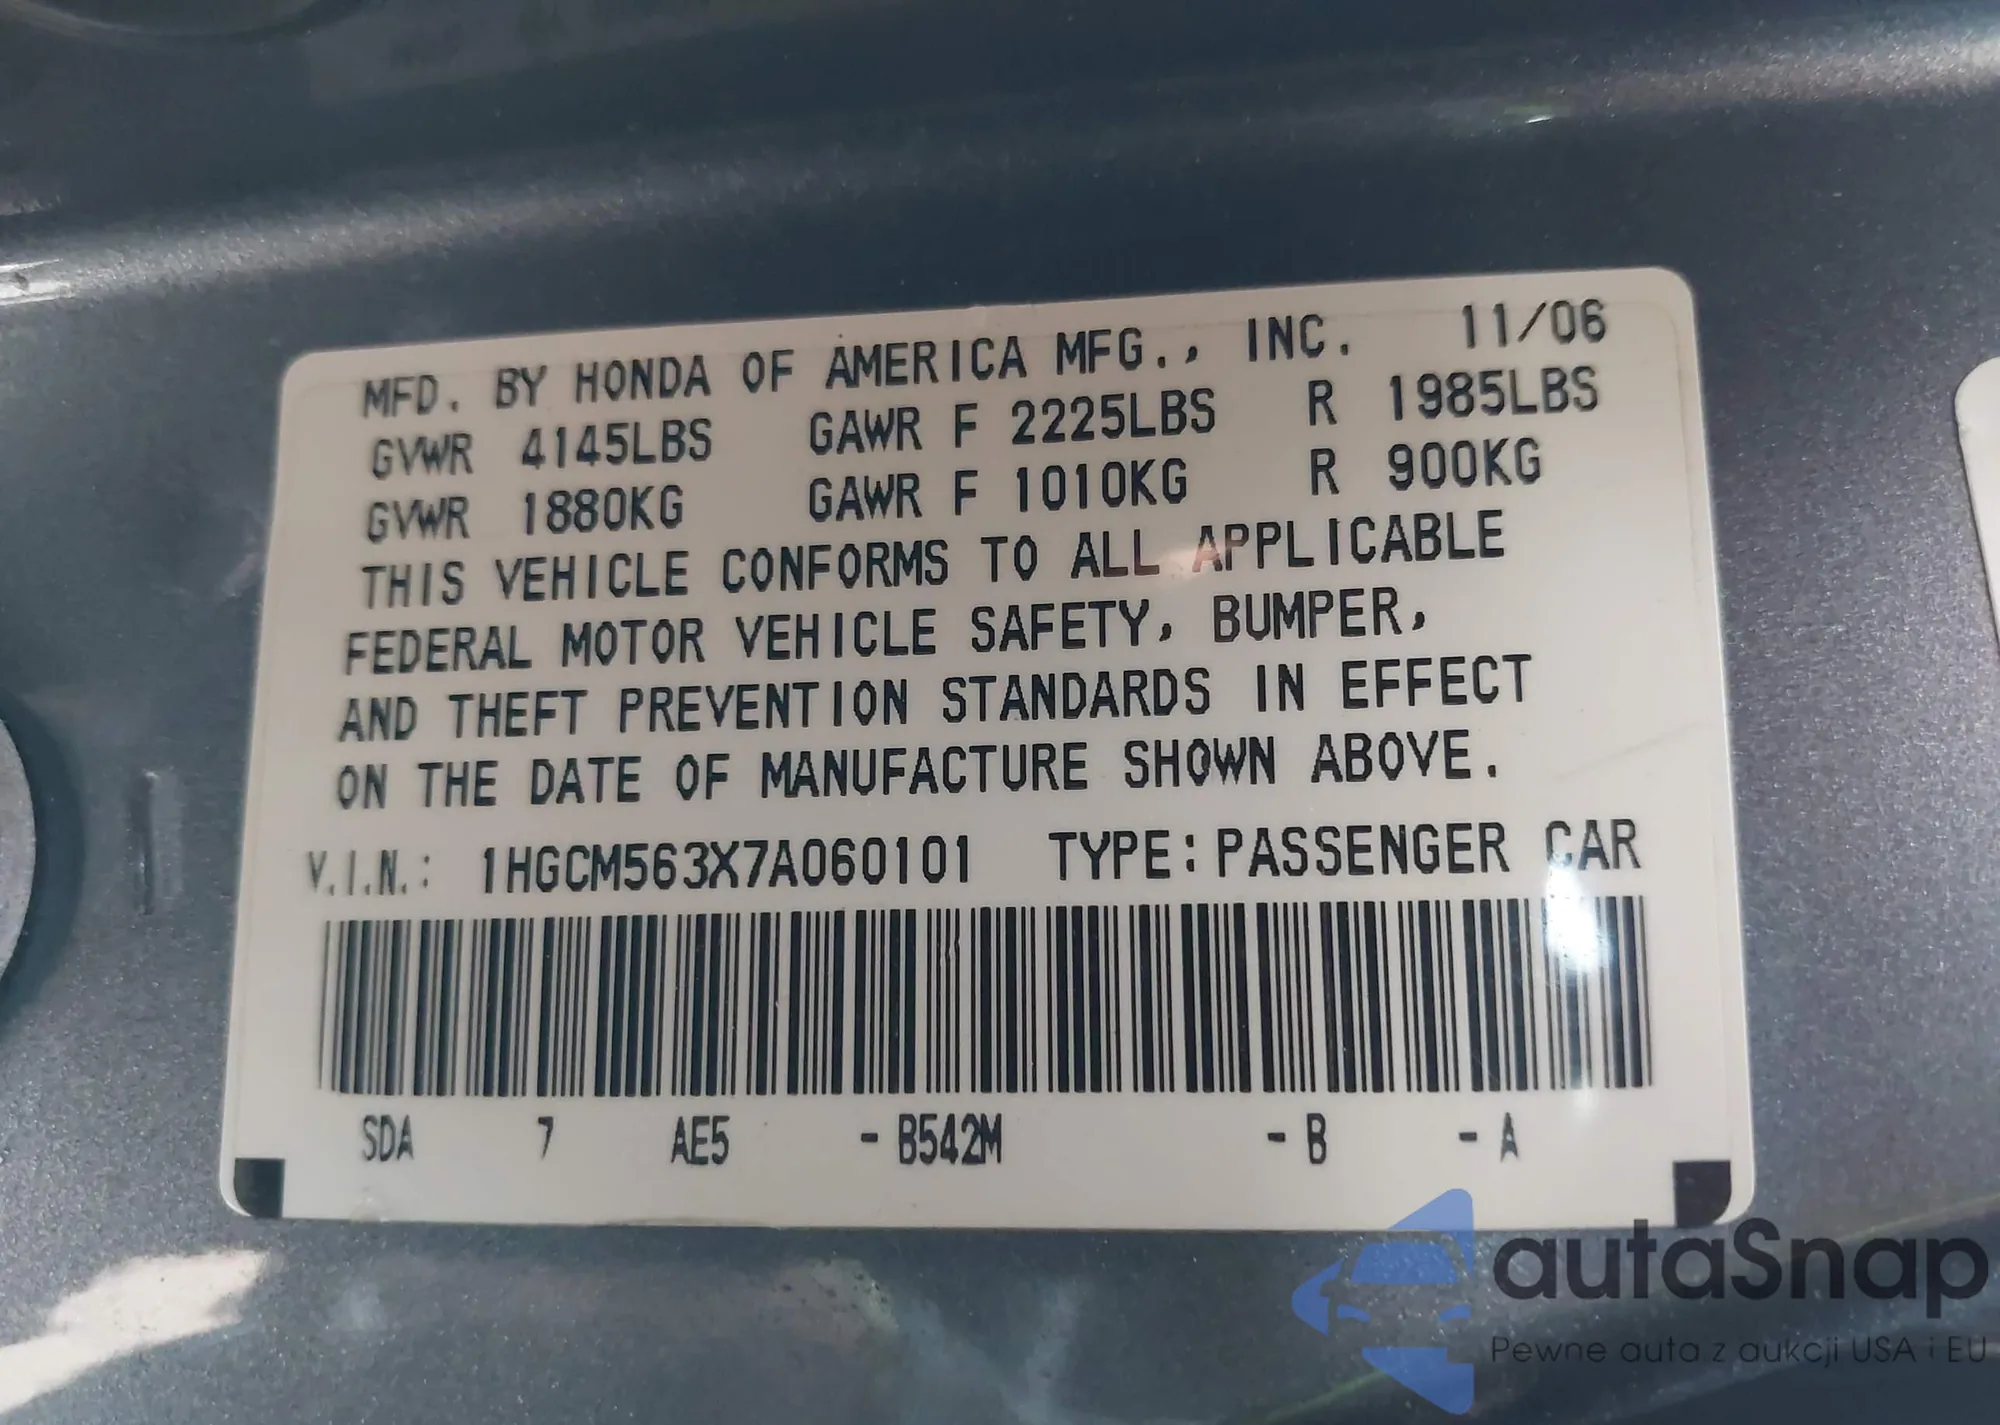 MFD. BY HONDA OF AMERICA MFG., INC. 11/06
GVWR 4145LBS GAWR F 2225LBS R 1985LBS
GVWR 1880KG GAWR F 1010KG R 900KG
THIS VEHICLE CONFORMS TO ALL APPLICABLE
FEDERAL MOTOR VEHICLE SAFETY, BUMPER,
AND THEFT PREVENTION STANDARDS IN EFFECT
ON THE DATE OF MANUFACTURE SHOWN ABOVE.
V.I.N.: 1HGCM563X7A060101 TYPE: PASSENGER CAR
SDA 7 AE5 - B542M - B - A
autaSnap
Pewne auta z aukcji USA i EU